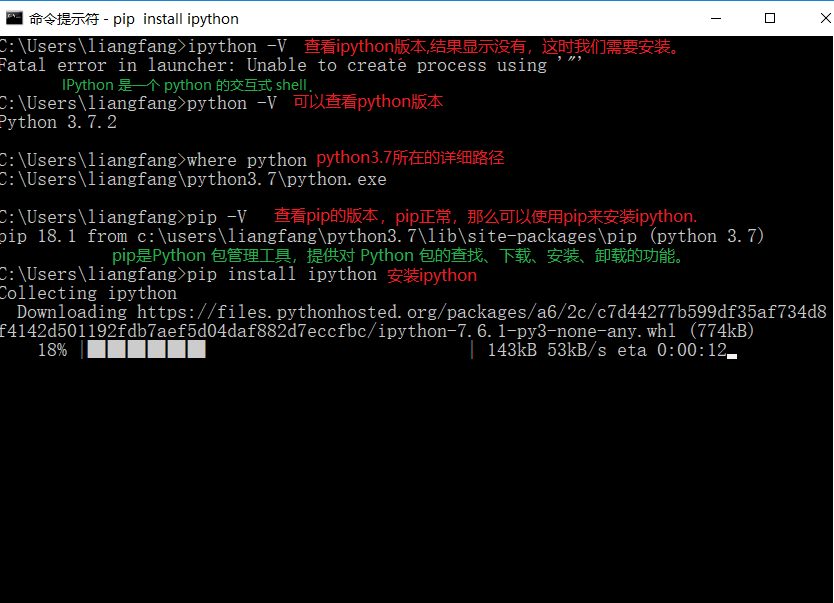 命令提示符 - pip  install ipython
C:\Users\liangfang>ipython -V 查看ipython版本,结果显示没有，这时我们需要安装。
Fatal error in launcher: Unable to create process using '"'
IPython 是一个 python 的交互式 shell.
C:\Users\liangfang>python -V 可以查看python版本
Python 3.7.2
C:\Users\liangfang>where python python3.7所在的详细路径
C:\Users\liangfang\python3.7\python.exe
C:\Users\liangfang>pip -V 查看pip的版本，pip正常，那么可以使用pip来安装ipython.
pip 18.1 from c:\users\liangfang\python3.7\lib\site-packages\pip (python 3.7)
pip是Python 包管理工具，提供对 Python 包的查找、下载、安装、卸载的功能。
C:\Users\liangfang>pip install ipython 安装ipython
Collecting ipython
Downloading https://files.pythonhosted.org/packages/a6/2c/c7d44277b599df35af734d8
f4142d501192fdb7aef5d04daf882d7eccfbc/ipython-7.6.1-py3-none-any.whl (774kB)
18% |██████ | 143kB 53kB/s eta 0:00:12